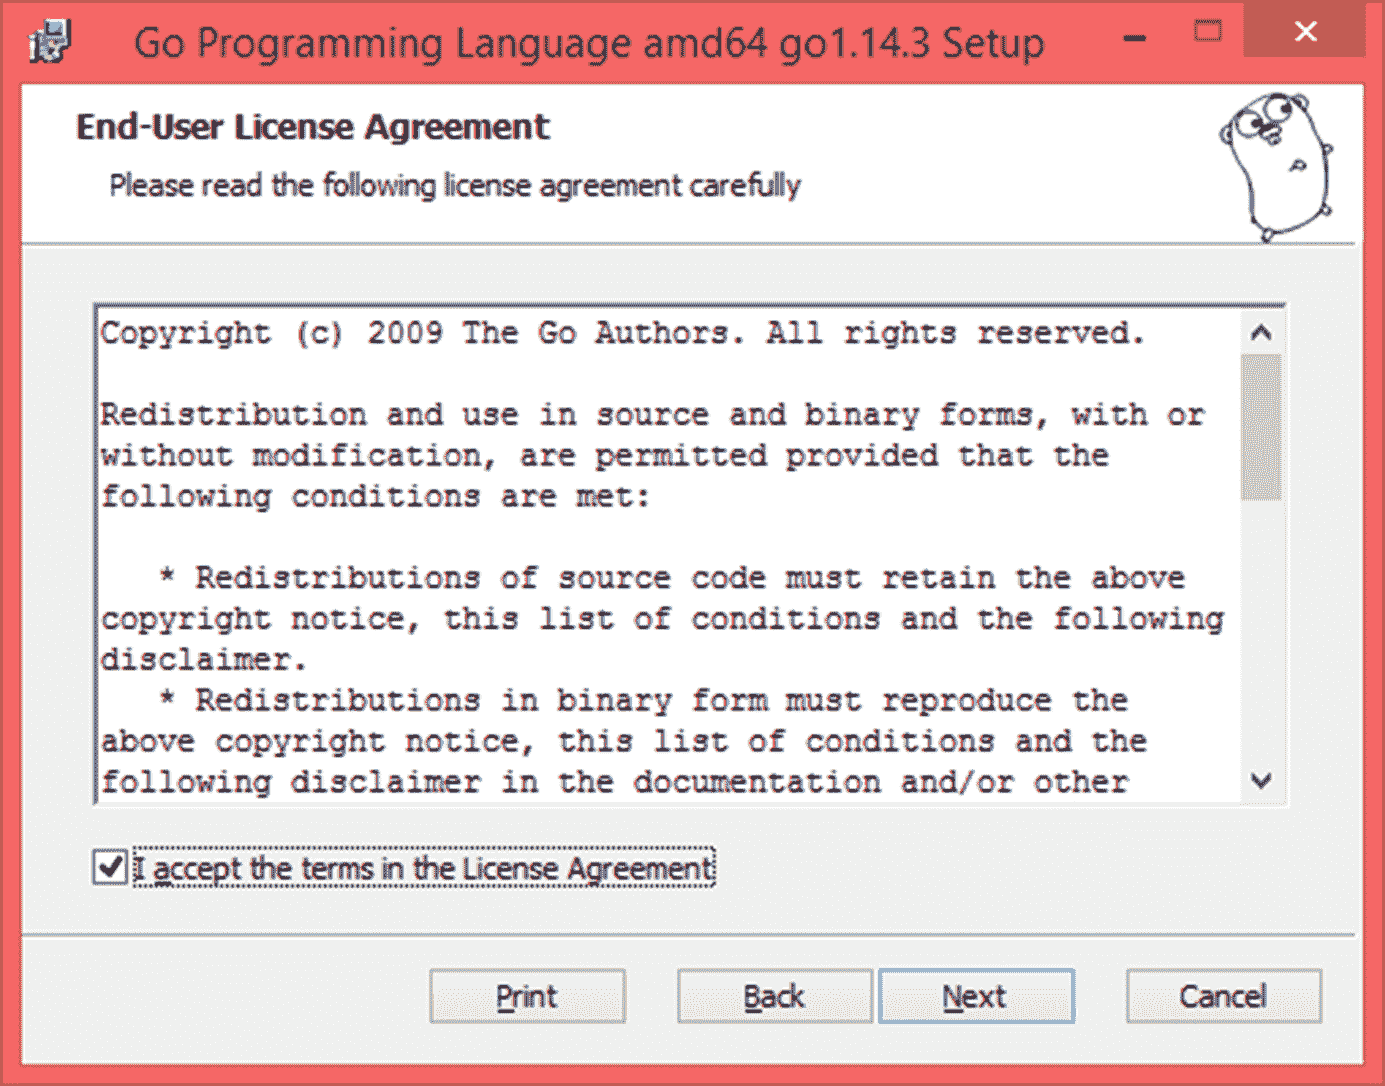 Go Programming Language amd64 go1.14.3 Setup
End-User License Agreement
Please read the following license agreement carefully
Copyright (c) 2009 The Go Authors. All rights reserved.
Redistribution and use in source and binary forms, with or
without modification, are permitted provided that the
following conditions are met:
* Redistributions of source code must retain the above
copyright notice, this list of conditions and the following
disclaimer.
* Redistributions in binary form must reproduce the
above copyright notice, this list of conditions and the
following disclaimer in the documentation and/or other
I accept the terms in the License Agreement
Print Back Next Cancel